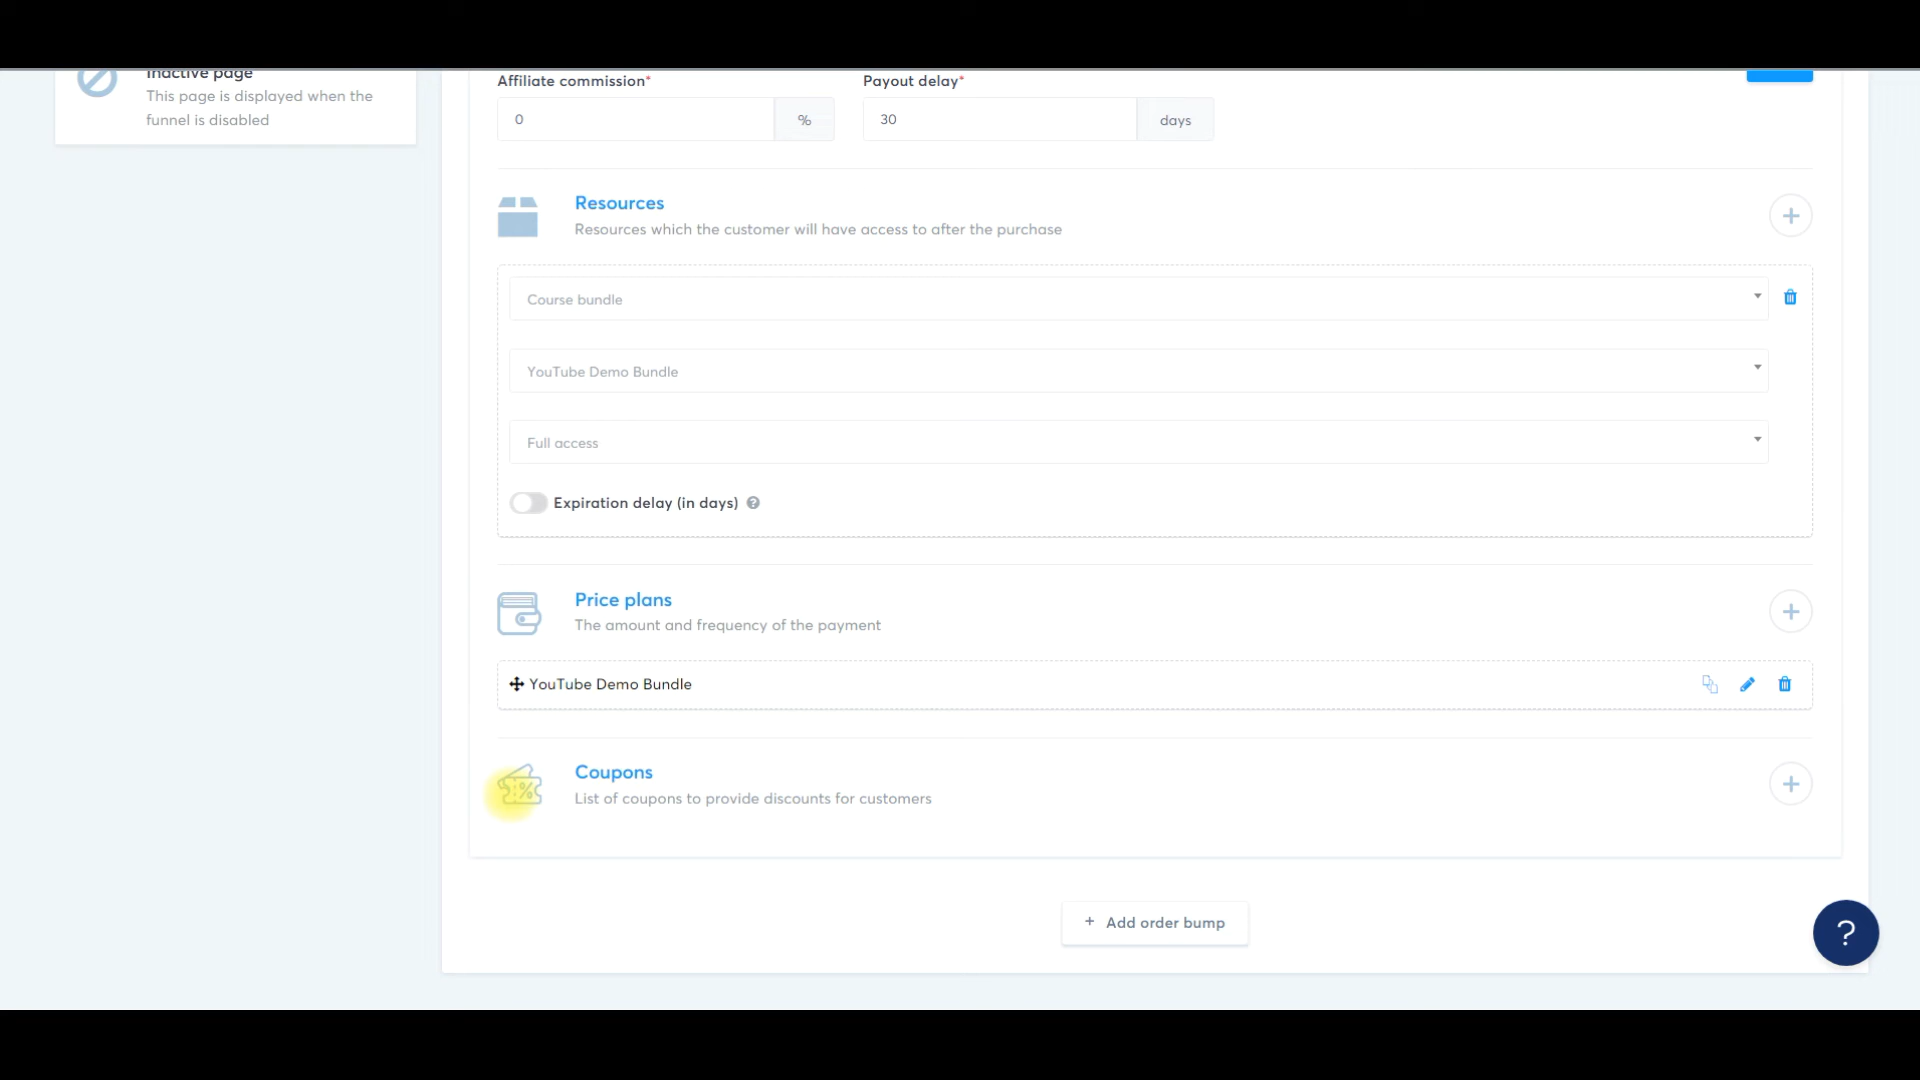 Inactive page
This page is displayed when the
funnel is disabled
Affiliate commission*
Payout delay*
0
%
30
days
Resources
Resources which the customer will have access to after the purchase
+
Course bundle
YouTube Demo Bundle
Full access
Expiration delay (in days) ?
Price plans
The amount and frequency of the payment
+
YouTube Demo Bundle
Coupons
List of coupons to provide discounts for customers
+
+ Add order bump
?